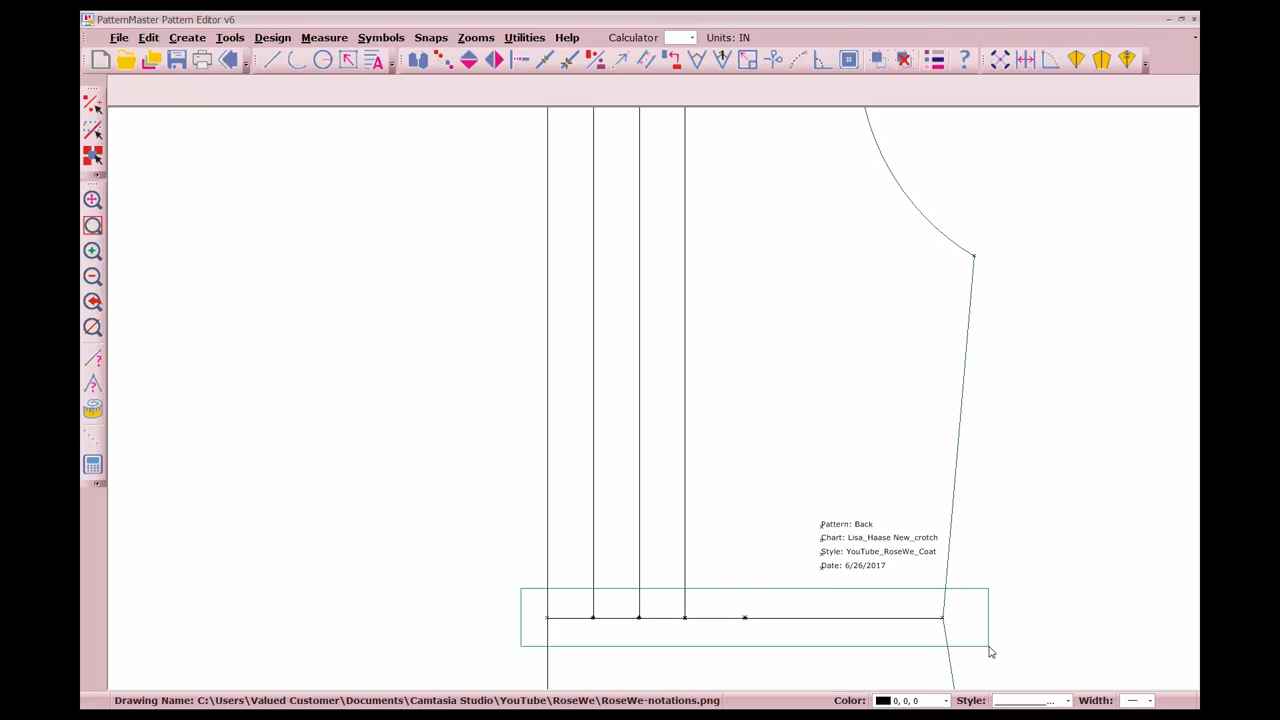 PatternMaster Pattern Editor v6
File Edit Create Tools Design Measure Symbols Snaps Zooms Utilities Help Calculator Units: IN
Pattern: Back
Chart: Lisa_Haase New_crotch
Style: YouTube_RoseWe_Coat
Date: 6/26/2017
Drawing Name: C:\Users\Valued Customer\Documents\Camtasia Studio\YouTube\RoseWe\RoseWe-notations.png Color: 0, 0, 0 Style: ... Width: